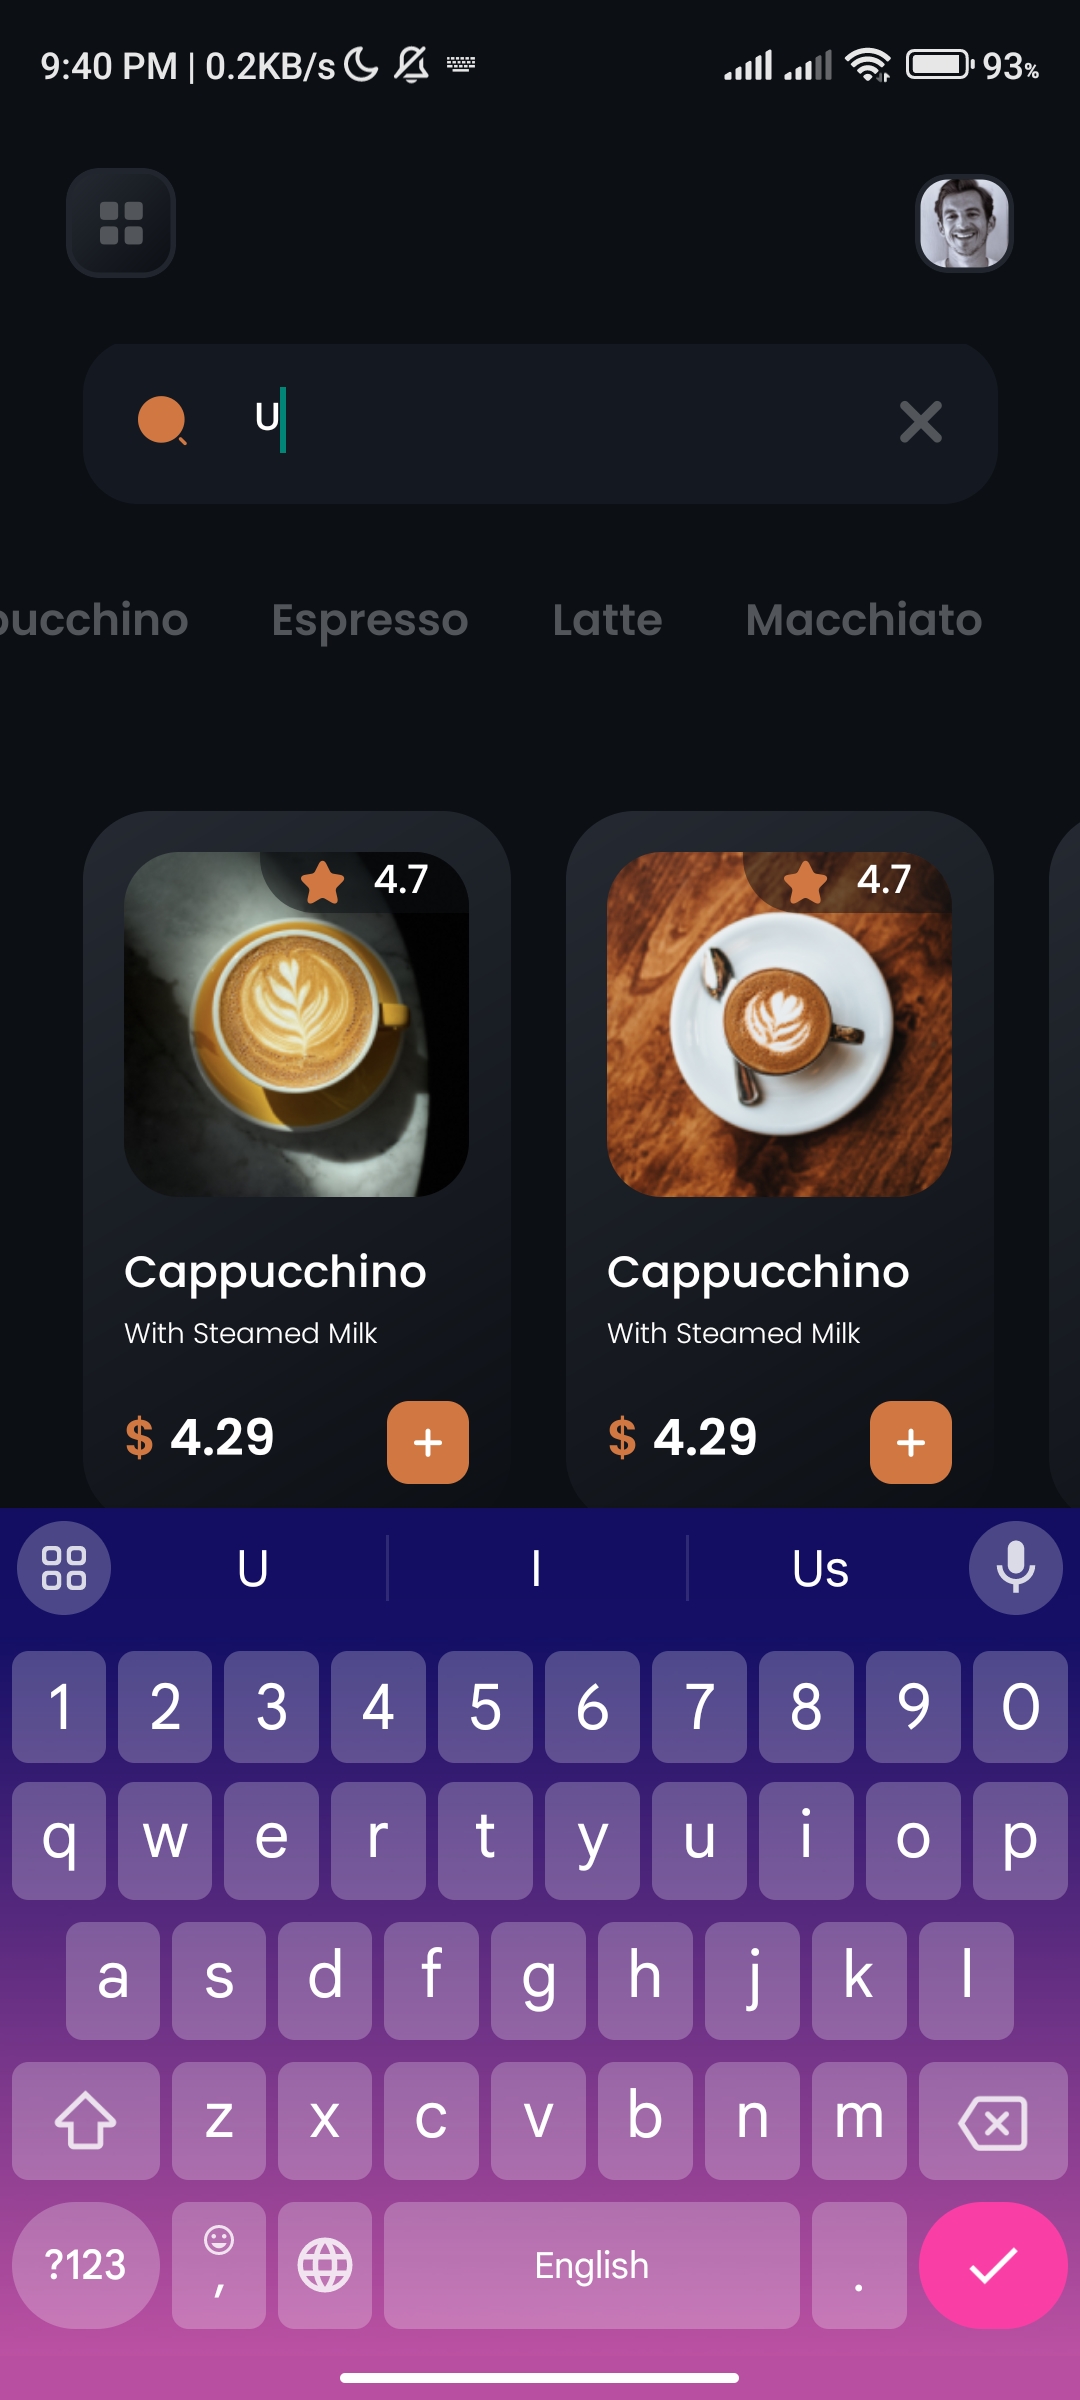 9:40 PM | 0.2KB/s 93%
U
pucchino Espresso Latte Macchiato
4.7 4.7
Cappucchino Cappucchino
With Steamed Milk With Steamed Milk
$ 4.29 + $ 4.29 +
U I Us
1 2 3 4 5 6 7 8 9 0
q w e r t y u i o p
a s d f g h j k l
z x c v b n m
?123 , English .